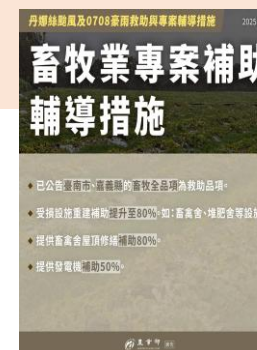 丹娜絲颱風及0708豪雨救助與專案輔導措施 2025
畜牧業專案補助
輔導措施
◆ 已公告臺南市、嘉義縣的畜牧全品項為救助品項。
◆ 受損設施重建補助提升至80%。如:畜禽舍、堆肥舍等設施
◆ 提供畜禽舍屋頂修繕補助80%。
◆ 提供發電機補助50%。
農業部